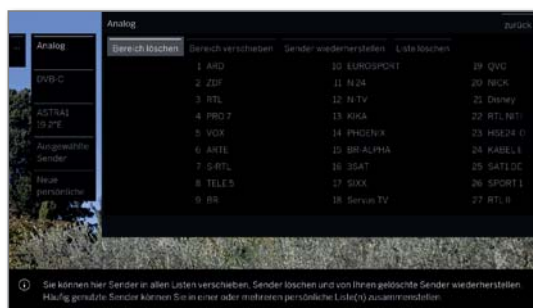 Analog
zurück
Analog
DVB-C
ASTRA1
19.2°E
Ausgewählte
Sender
Neue
persönliche
Bereich löschen Bereich verschieben Sender wiederherstellen Liste löschen
1 ARD 10 EUROSPORT 19 QVC
2 ZDF 11 N24 20 NICK
3 RTL 12 N-TV 21 Disney
4 PRO 7 13 KIKA 22 RTL NITI
5 VOX 14 PHOENIX 23 HSE24
6 ARTE 15 BR-ALPHA 24 KABEL1
7 S-RTL 16 3SAT 25 SAT1
8 TELE 5 17 SIXX 26 SPORT 1
9 BR 18 Servus TV 27 RTL II
Sie können hier Sender in allen Listen verschieben, Sender löschen und von Ihnen gelöschte Sender wiederherstellen.
Häufig genutzte Sender können Sie in einer oder mehreren persönliche Liste(n) zusammenstellen